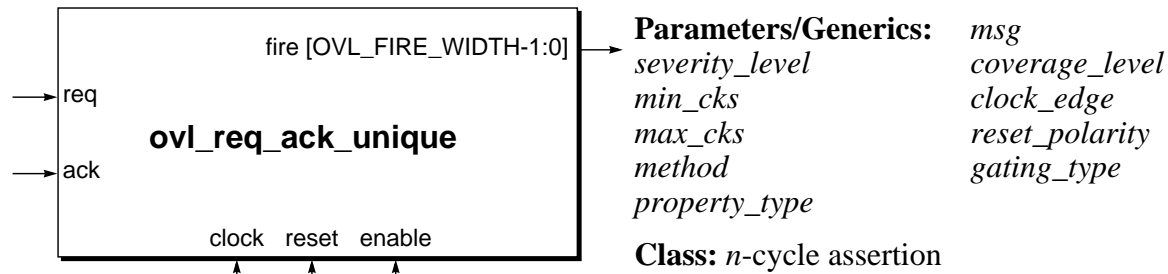 fire [OVL_FIRE_WIDTH-1:0]
req
ovl_req_ack_unique
ack
clock reset enable
Parameters/Generics: msg
severity_level coverage_level
min_cks clock_edge
max_cks reset_polarity
method gating_type
property_type
Class: n-cycle assertion